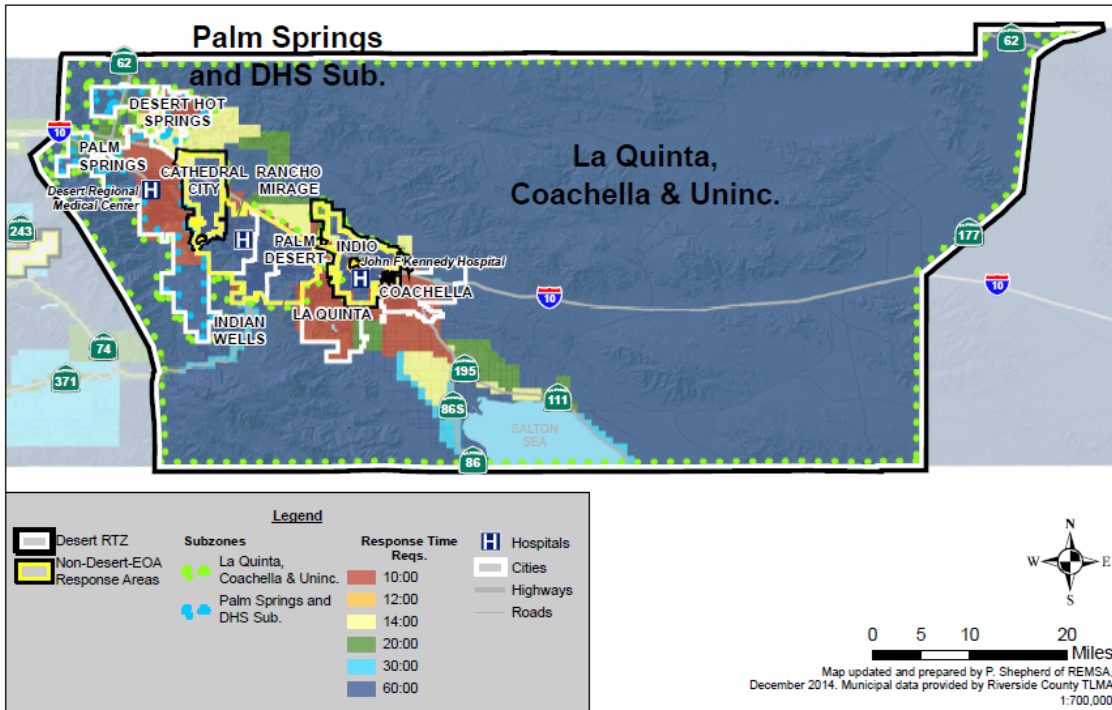 Palm Springs
and DHS Sub.
62
62
DESERT HOT
SPRINGS
10
PALM
SPRINGS
CATHEDRAL
CITY
RANCHO
MIRAGE
La Quinta,
Coachella & Uninc.
Desert Regional
Medical Center
H
243
H
177
PALM
DESERT
INDIO
John F Kennedy Hospital
H
COACHELLA
10
10
LA QUINTA
INDIAN
WELLS
74
371
195
86S
111
SALTON
SEA
86
Legend
Desert RTZ
Non-Desert-EOA
Response Areas
Subzones
La Quinta,
Coachella & Uninc.
Palm Springs and
DHS Sub.
Response Time
Reqs.
10:00
12:00
14:00
20:00
30:00
60:00
H Hospitals
Cities
Highways
Roads
N
W E
S
0 5 10 20
Miles
Map updated and prepared by P. Shepherd of REMSA,
December 2014. Municipal data provided by Riverside County TLMA
1:700,000